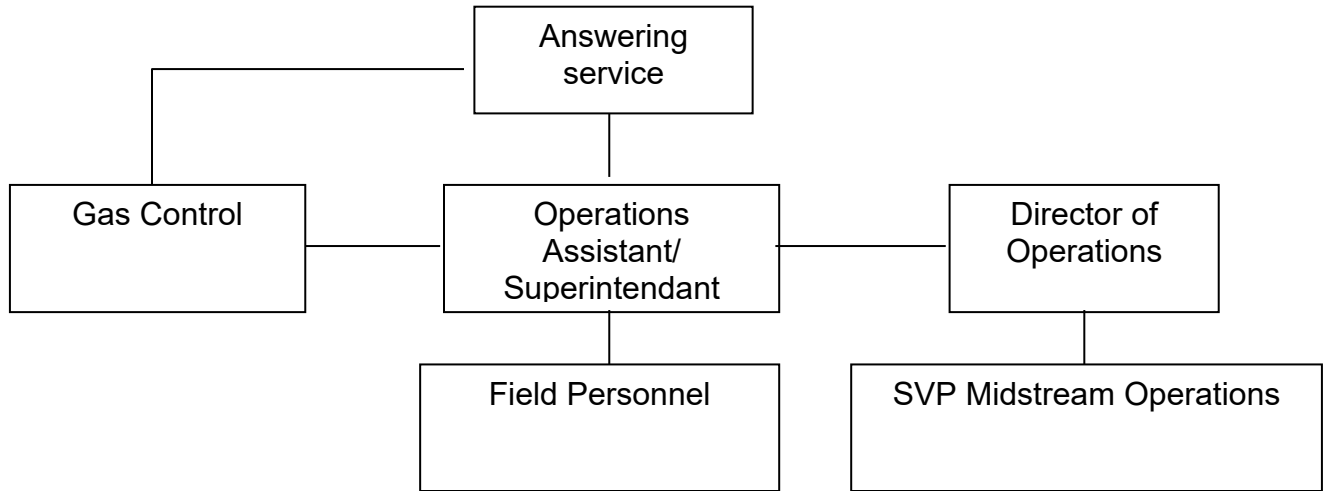 Answering
service
Gas Control
Operations
Assistant/
Superintendant
Director of
Operations
Field Personnel
SVP Midstream Operations